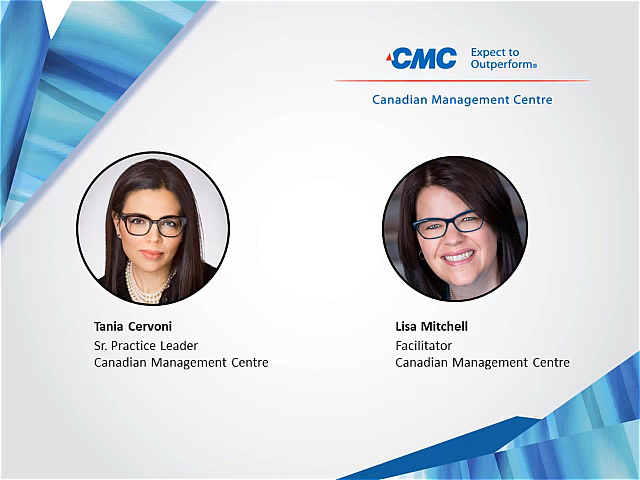 CMC
Expect to
Outperform®
Canadian Management Centre
Tania Cervoni
Sr. Practice Leader
Canadian Management Centre
Lisa Mitchell
Facilitator
Canadian Management Centre